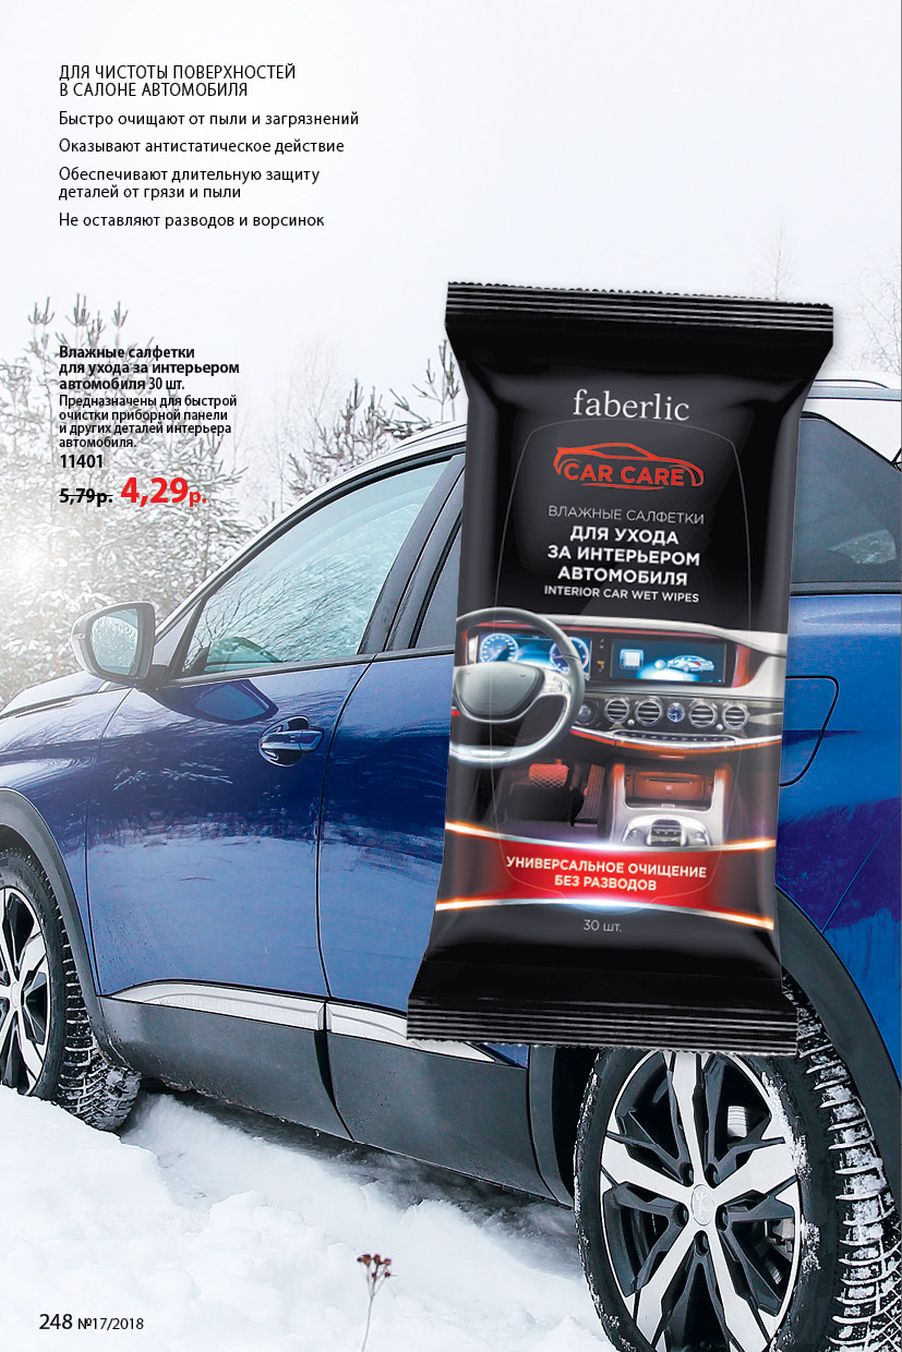 ДЛЯ ЧИСТОТЫ ПОВЕРХНОСТЕЙ
В САЛОНЕ АВТОМОБИЛЯ
Быстро очищают от пыли и загрязнений
Оказывают антистатическое действие
Обеспечивают длительную защиту
деталей от грязи и пыли
Не оставляют разводов и ворсинок
Влажные салфетки
для ухода за интерьером
автомобиля 30 шт.
Предназначены для быстрой
очистки приборной панели
и других деталей интерьера
автомобиля.
11401
5,79р. 4,29р.
faberlic
CAR CARE
ВЛАЖНЫЕ САЛФЕТКИ
ДЛЯ УХОДА
ЗА ИНТЕРЬЕРОМ
АВТОМОБИЛЯ
INTERIOR CAR WET WIPES
УНИВЕРСАЛЬНОЕ ОЧИЩЕНИЕ
БЕЗ РАЗВОДОВ
30 шт.
248 №17/2018